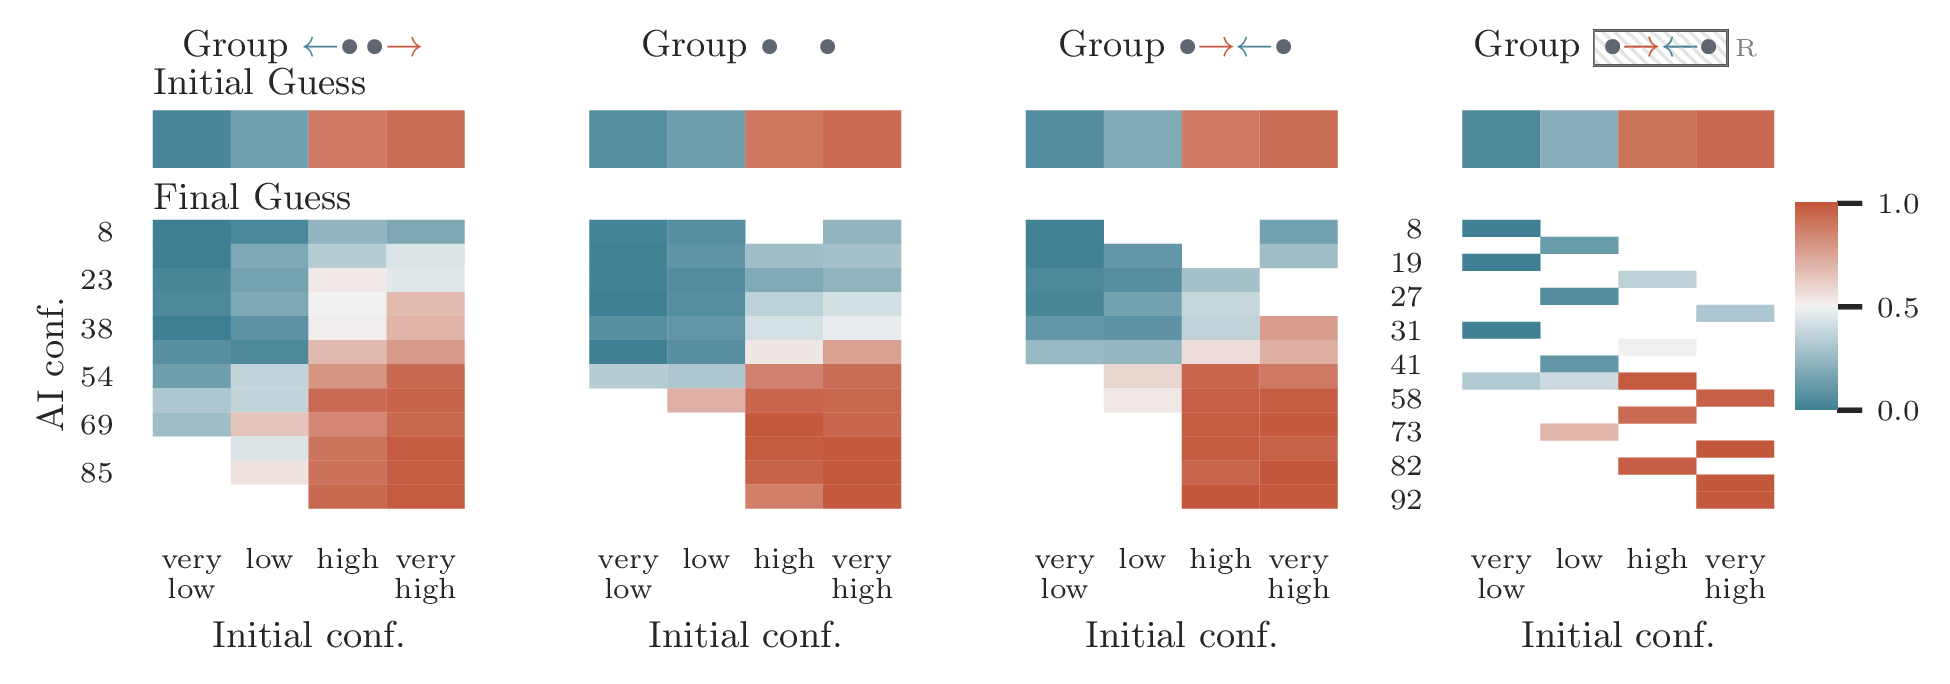 Group
Group
Group
Group R
Initial Guess
Final Guess
AI conf.
8
23
38
54
69
85
8
19
27
31
41
58
73
82
92
1.0
0.5
0.0
very low
low
high
very high
very low
low
high
very high
very low
low
high
very high
very low
low
high
very high
Initial conf.
Initial conf.
Initial conf.
Initial conf.